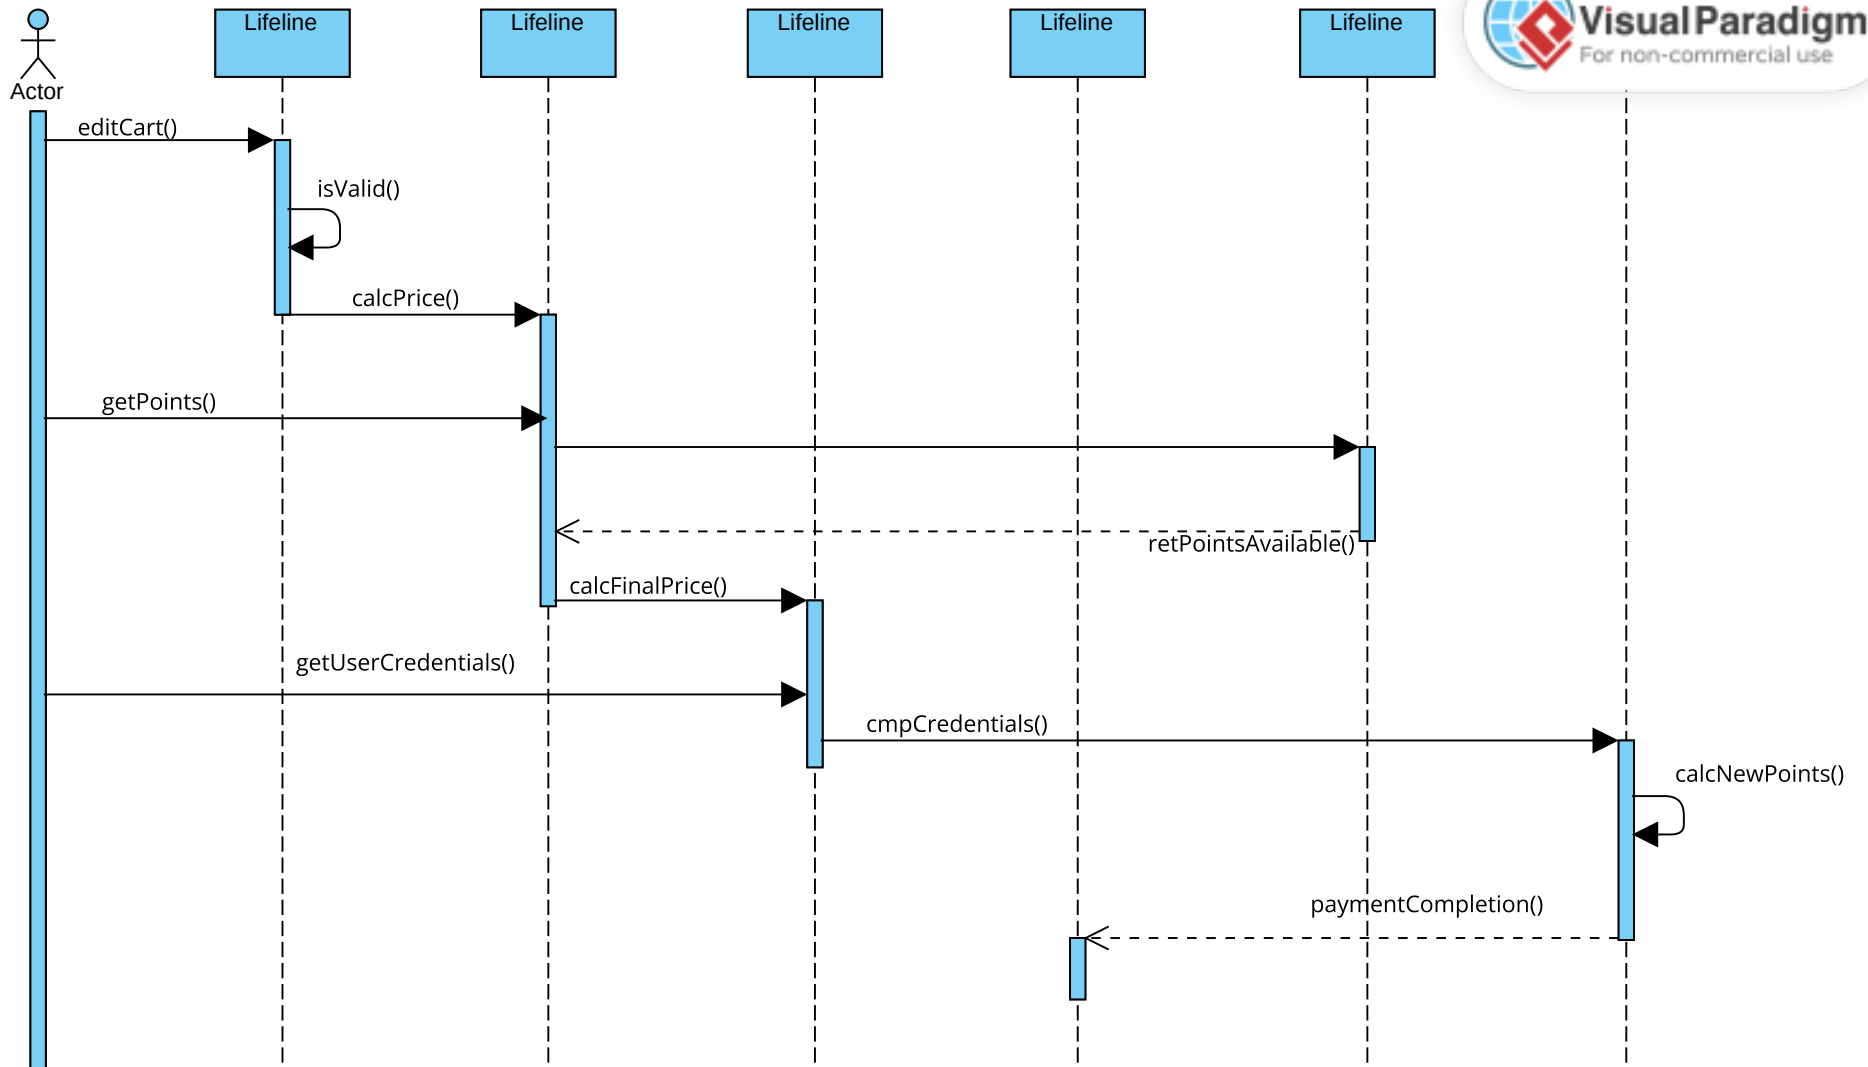 Lifeline
Lifeline
Lifeline
Lifeline
Lifeline
Visual Paradigm
For non-commercial use
Actor
editCart()
isValid()
calcPrice()
getPoints()
retPointsAvailable()
calcFinalPrice()
getUserCredentials()
cmpCredentials()
calcNewPoints()
paymentCompletion()